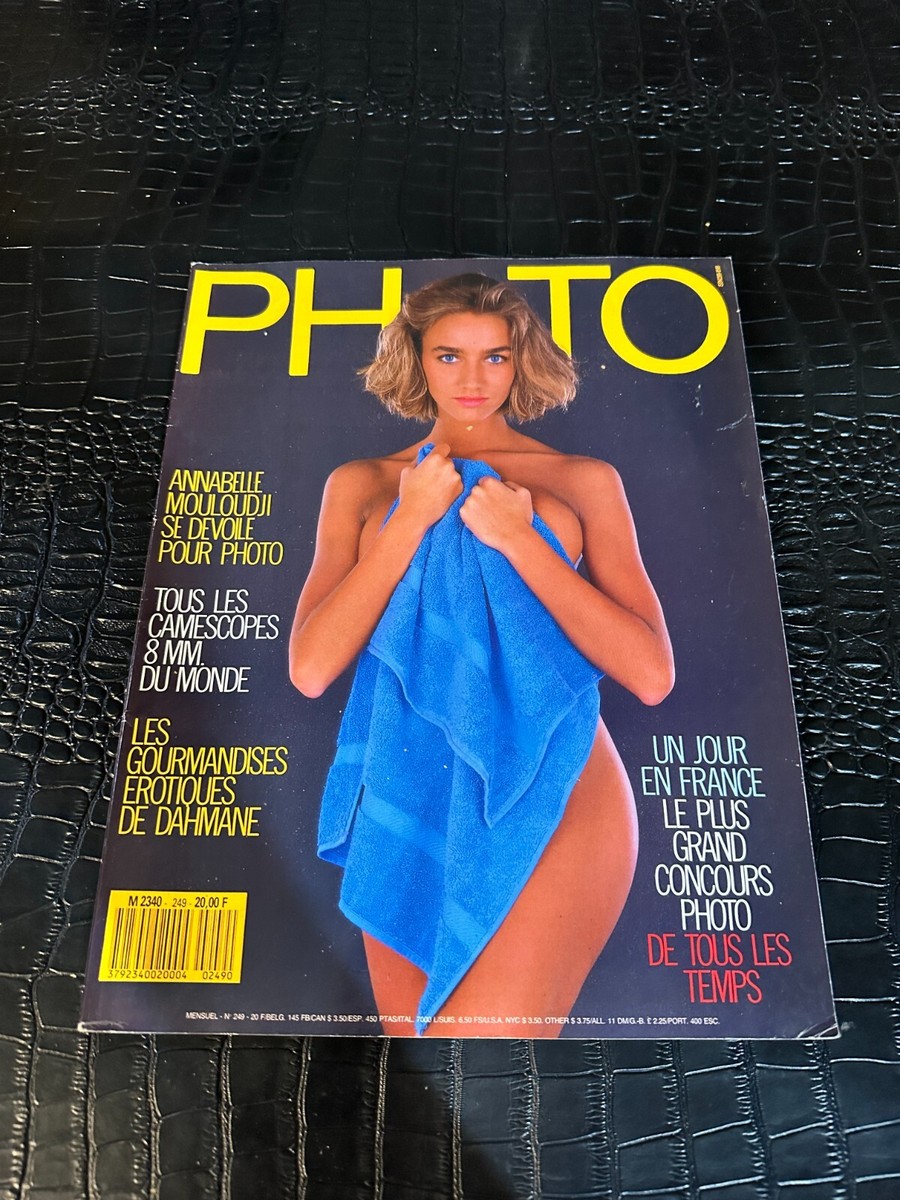 PHOTO
ANNABELLE
MOULOUDJI
SE DEVOILE
POUR PHOTO
TOUS LES
CAMESCOPES
8 MM.
DU MONDE
LES
GOURMANDISES
EROTIQUES
DE DAHMANE
UN JOUR
EN FRANCE
LE PLUS
GRAND
CONCOURS
PHOTO
DE TOUS LES
TEMPS
M 2340 - 249 - 20,00 F
3792340020004 02490
MENSUEL - N° 249 - 20 F/BELG. 145 FB/CAN $ 3.50/ESP. 450 PTAS/ITAL. 7000 L/SUIS. 6,50 FS/U.S.A. NYC $ 3.50. OTHER $ 3.75/ALL. 11 DM/G.-B. £ 2.25/PORT. 400 ESC.